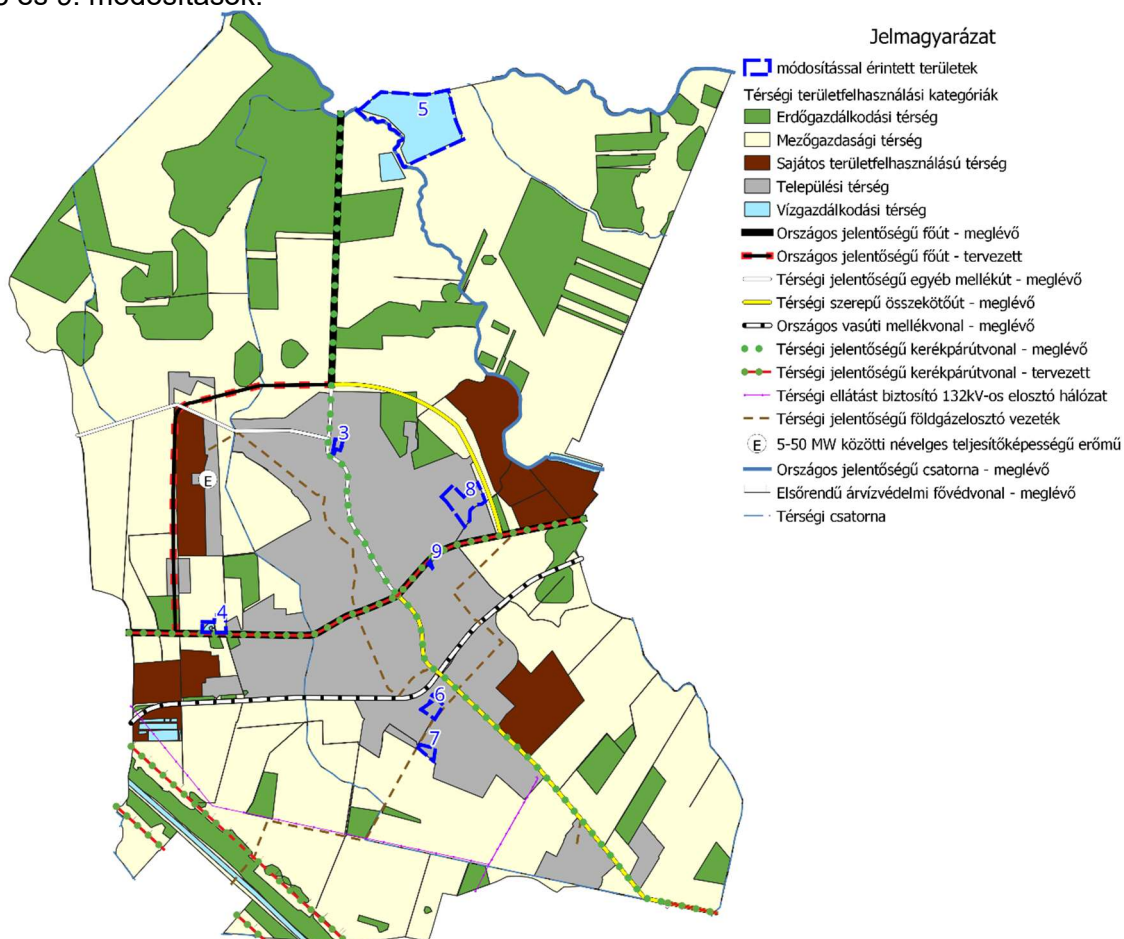 és 9. módosítások.
Jelmagyarázat
módosítással érintett területek
Térségi területfelhasználási kategóriák
Erdőgazdálkodási térség
Mezőgazdasági térség
Sajátos területfelhasználású térség
Települési térség
Vízgazdálkodási térség
Országos jelentőségű főút - meglévő
Országos jelentőségű főút - tervezett
Térségi jelentőségű egyéb mellékút - meglévő
Térségi szerepű összekötőút - meglévő
Országos vasúti mellékvonal - meglévő
Térségi jelentőségű kerékpárútvonal - meglévő
Térségi jelentőségű kerékpárútvonal - tervezett
Térségi ellátást biztosító 132kV-os elosztó hálózat
Térségi jelentőségű földgázelosztó vezeték
E 5-50 MW közötti névelges teljesítőképességű erőmű
Országos jelentőségű csatorna - meglévő
Elsőrendű árvízvédelmi fővédvonal - meglévő
Térségi csatorna
5
3
E
8
9
4
6
7